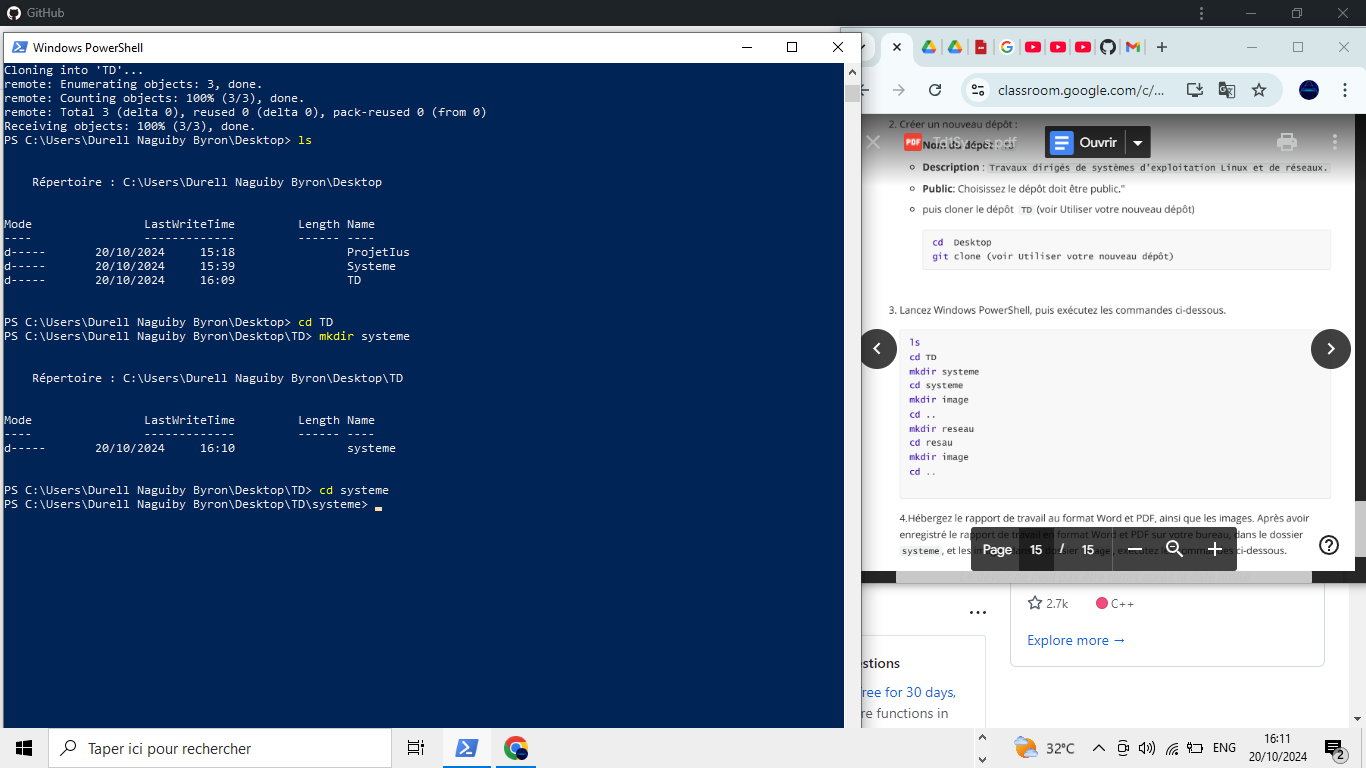 GitHub
Windows PowerShell
Cloning into 'TD'...
remote: Enumerating objects: 3, done.
remote: Counting objects: 100% (3/3), done.
remote: Total 3 (delta 0), reused 0 (delta 0), pack-reused 0 (from 0)
Receiving objects: 100% (3/3), done.
PS C:\Users\Durell Naguiby Byron\Desktop> ls
Répertoire : C:\Users\Durell Naguiby Byron\Desktop
Mode LastWriteTime Length Name
---- ------------- ------ ----
d----- 20/10/2024 15:18 ProjetIus
d----- 20/10/2024 15:39 Systeme
d----- 20/10/2024 16:09 TD
PS C:\Users\Durell Naguiby Byron\Desktop> cd TD
PS C:\Users\Durell Naguiby Byron\Desktop\TD> mkdir systeme
Répertoire : C:\Users\Durell Naguiby Byron\Desktop\TD
Mode LastWriteTime Length Name
---- ------------- ------ ----
d----- 20/10/2024 16:10 systeme
PS C:\Users\Durell Naguiby Byron\Desktop\TD> cd systeme
PS C:\Users\Durell Naguiby Byron\Desktop\TD\systeme>
classroom.google.com/c/...
2. Créer un nouveau dépôt :
PDF
Ouvrir
Description : Travaux dirigés de systèmes d'exploitation Linux et de réseaux.
Public: Choisissez le dépôt doit être public."
puis cloner le dépôt TD (voir Utiliser votre nouveau dépôt)
cd Desktop
git clone (voir Utiliser votre nouveau dépôt)
3. Lancez Windows PowerShell, puis exécutez les commandes ci-dessous.
ls
cd TD
mkdir systeme
cd systeme
mkdir image
cd ..
mkdir reseau
cd resau
mkdir image
cd ..
4.Hébergez le rapport de travail au format Word et PDF, ainsi que les images. Après avoir
enregistré le rapport de travail en format Word et PDF sur votre bureau, dans le dossier
systeme, et les
ci-dessous.
Page 15 / 15
2.7k C++
Explore more →
estions
ree for 30 days,
re functions in
Taper ici pour rechercher
32°C
ENG
16:11
20/10/2024
2